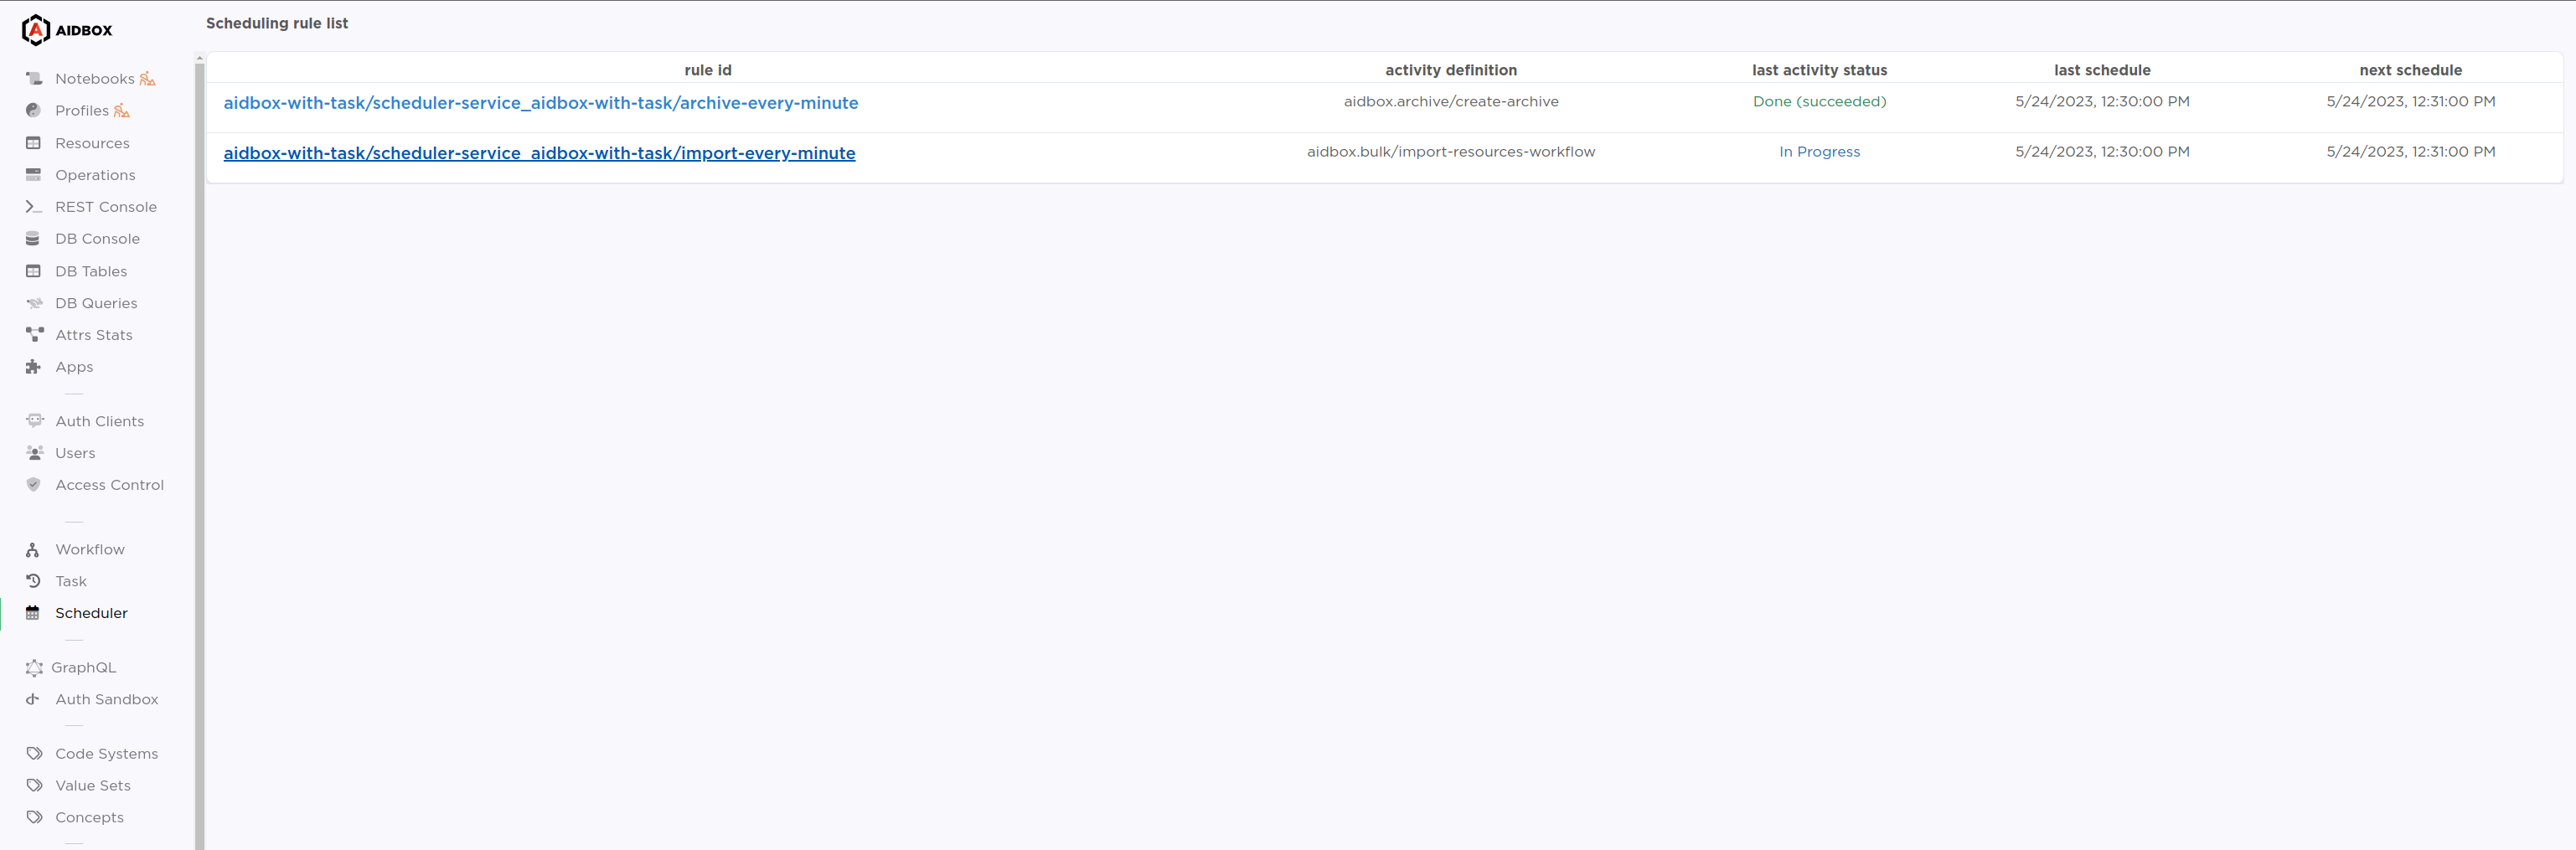 AIDBOX
Scheduling rule list
Notebooks
Profiles
Resources
Operations
REST Console
DB Console
DB Tables
DB Queries
Attrs Stats
Apps
Auth Clients
Users
Access Control
Workflow
Task
Scheduler
GraphQL
Auth Sandbox
Code Systems
Value Sets
Concepts
rule id activity definition last activity status last schedule next schedule
aidbox-with-task/scheduler-service_aidbox-with-task/archive-every-minute aidbox.archive/create-archive Done (succeeded) 5/24/2023, 12:30:00 PM 5/24/2023, 12:31:00 PM
aidbox-with-task/scheduler-service_aidbox-with-task/import-every-minute aidbox.bulk/import-resources-workflow In Progress 5/24/2023, 12:30:00 PM 5/24/2023, 12:31:00 PM